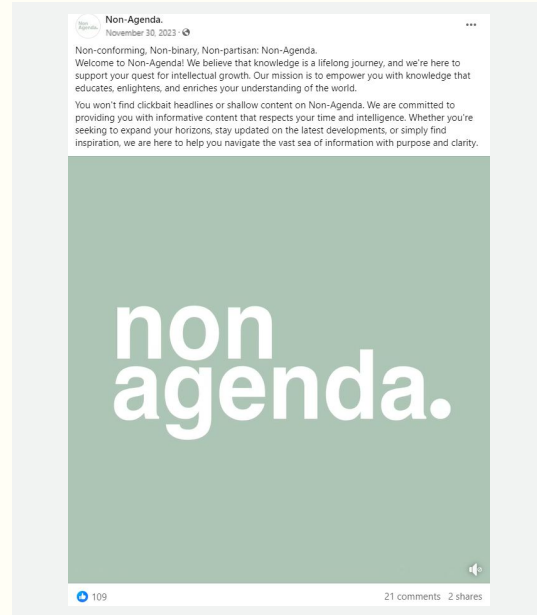 Non-Agenda.
November 30, 2023 ·
Non-conforming, Non-binary, Non-partisan: Non-Agenda.
Welcome to Non-Agenda! We believe that knowledge is a lifelong journey, and we're here to
support your quest for intellectual growth. Our mission is to empower you with knowledge that
educates, enlightens, and enriches your understanding of the world.
You won't find clickbait headlines or shallow content on Non-Agenda. We are committed to
providing you with informative content that respects your time and intelligence. Whether you're
seeking to expand your horizons, stay updated on the latest developments, or simply find
inspiration, we are here to help you navigate the vast sea of information with purpose and clarity.
non
agenda.
109
21 comments 2 shares